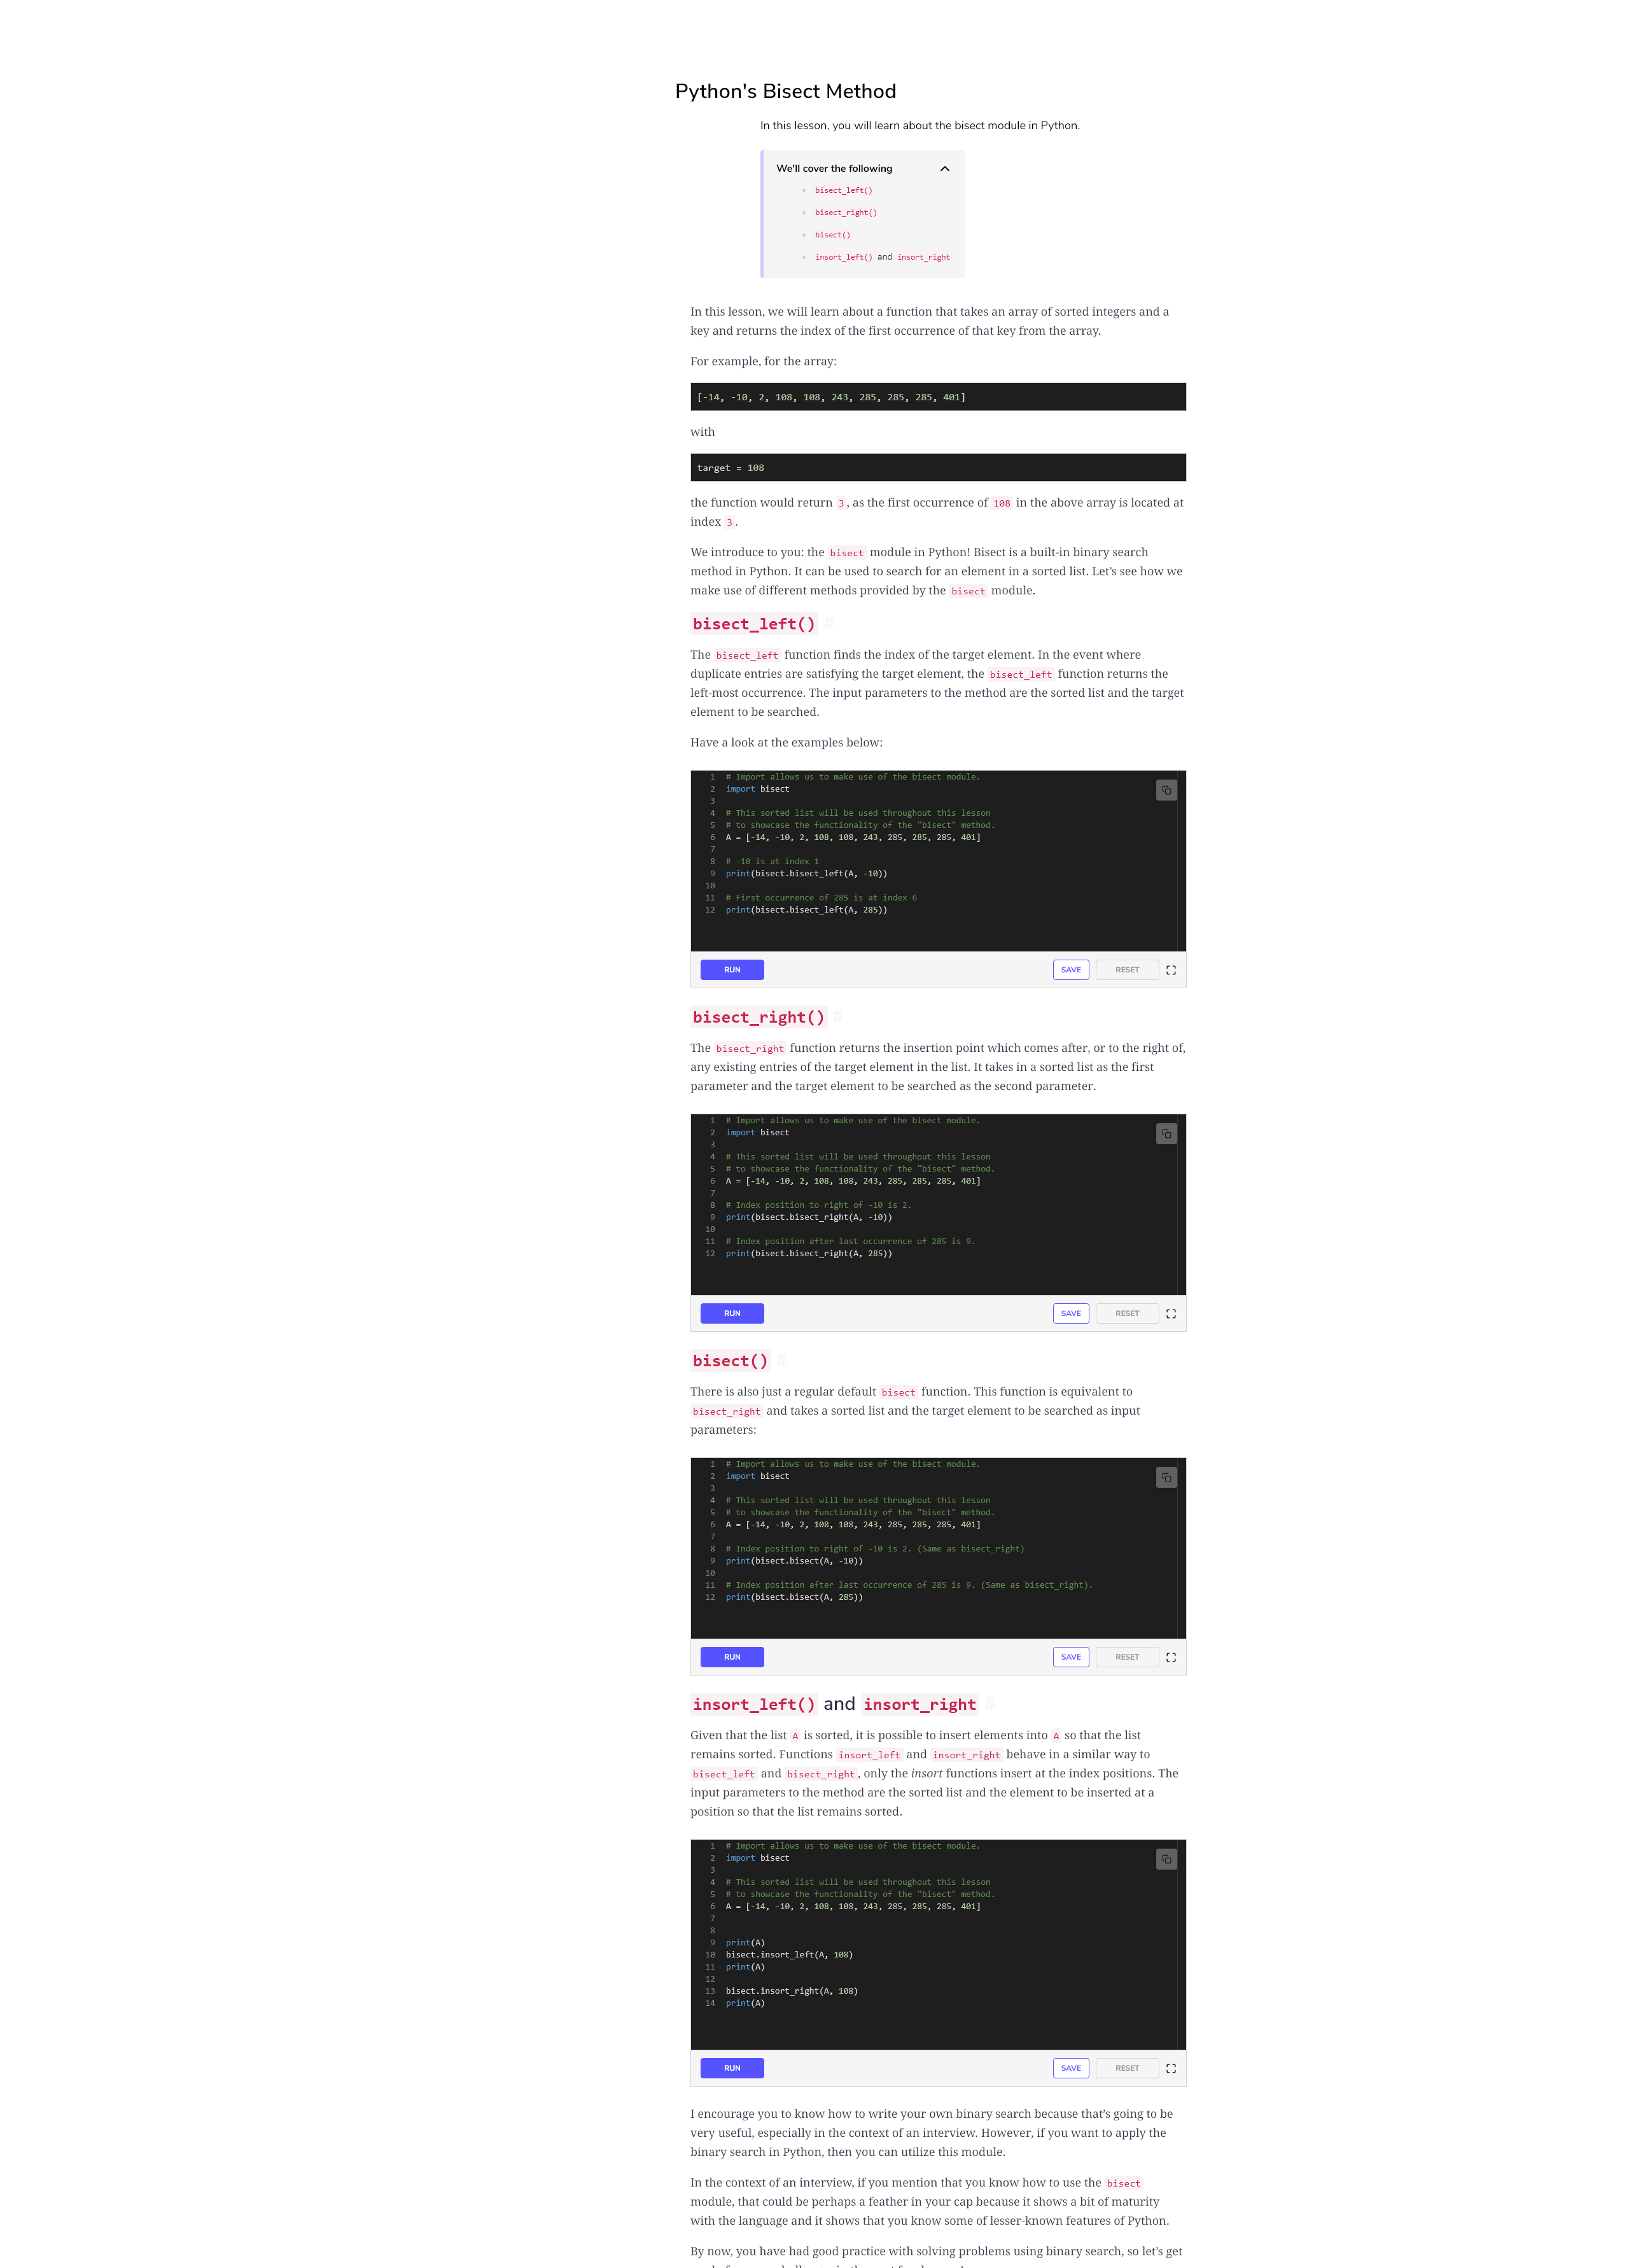 Python's Bisect Method
In this lesson, you will learn about the bisect module in Python.
We'll cover the following
bisect_left()
bisect_right()
bisect()
insort_left() and insort_right
In this lesson, we will learn about a function that takes an array of sorted integers and a
key and returns the index of the first occurrence of that key from the array.
For example, for the array:
[-14, -10, 2, 108, 108, 243, 285, 285, 285, 401]
with
target = 108
the function would return 3, as the first occurrence of 108 in the above array is located at
index 3.
We introduce to you: the bisect module in Python! Bisect is a built-in binary search
method in Python. It can be used to search for an element in a sorted list. Let’s see how we
make use of different methods provided by the bisect module.
bisect_left() #
The bisect_left function finds the index of the target element. In the event where
duplicate entries are satisfying the target element, the bisect_left function returns the
left-most occurrence. The input parameters to the method are the sorted list and the target
element to be searched.
Have a look at the examples below:
1 # Import allows us to make use of the bisect module.
2 import bisect
3
4 # This sorted list will be used throughout this lesson
5 # to showcase the functionality of the "bisect" method.
6 A = [-14, -10, 2, 108, 108, 243, 285, 285, 285, 401]
7
8 # -10 is at index 1
9 print(bisect.bisect_left(A, -10))
10
11 # First occurrence of 285 is at index 6
12 print(bisect.bisect_left(A, 285))
RUN SAVE RESET
bisect_right() #
The bisect_right function returns the insertion point which comes after, or to the right of,
any existing entries of the target element in the list. It takes in a sorted list as the first
parameter and the target element to be searched as the second parameter.
1 # Import allows us to make use of the bisect module.
2 import bisect
3
4 # This sorted list will be used throughout this lesson
5 # to showcase the functionality of the "bisect" method.
6 A = [-14, -10, 2, 108, 108, 243, 285, 285, 285, 401]
7
8 # Index position to right of -10 is 2.
9 print(bisect.bisect_right(A, -10))
10
11 # Index position after last occurrence of 285 is 9.
12 print(bisect.bisect_right(A, 285))
RUN SAVE RESET
bisect() #
There is also just a regular default bisect function. This function is equivalent to
bisect_right and takes a sorted list and the target element to be searched as input
parameters:
1 # Import allows us to make use of the bisect module.
2 import bisect
3
4 # This sorted list will be used throughout this lesson
5 # to showcase the functionality of the "bisect" method.
6 A = [-14, -10, 2, 108, 108, 243, 285, 285, 285, 401]
7
8 # Index position to right of -10 is 2. (Same as bisect_right)
9 print(bisect.bisect(A, -10))
10
11 # Index position after last occurrence of 285 is 9. (Same as bisect_right).
12 print(bisect.bisect(A, 285))
RUN SAVE RESET
insort_left() and insort_right #
Given that the list A is sorted, it is possible to insert elements into A so that the list
remains sorted. Functions insort_left and insort_right behave in a similar way to
bisect_left and bisect_right, only the insort functions insert at the index positions. The
input parameters to the method are the sorted list and the element to be inserted at a
position so that the list remains sorted.
1 # Import allows us to make use of the bisect module.
2 import bisect
3
4 # This sorted list will be used throughout this lesson
5 # to showcase the functionality of the "bisect" method.
6 A = [-14, -10, 2, 108, 108, 243, 285, 285, 285, 401]
7
8
9 print(A)
10 bisect.insort_left(A, 108)
11 print(A)
12
13 bisect.insort_right(A, 108)
14 print(A)
RUN SAVE RESET
I encourage you to know how to write your own binary search because that’s going to be
very useful, especially in the context of an interview. However, if you want to apply the
binary search in Python, then you can utilize this module.
In the context of an interview, if you mention that you know how to use the bisect
module, that could be perhaps a feather in your cap because it shows a bit of maturity
with the language and it shows that you know some of lesser-known features of Python.
By now, you have had good practice with solving problems using binary search, so let’s get